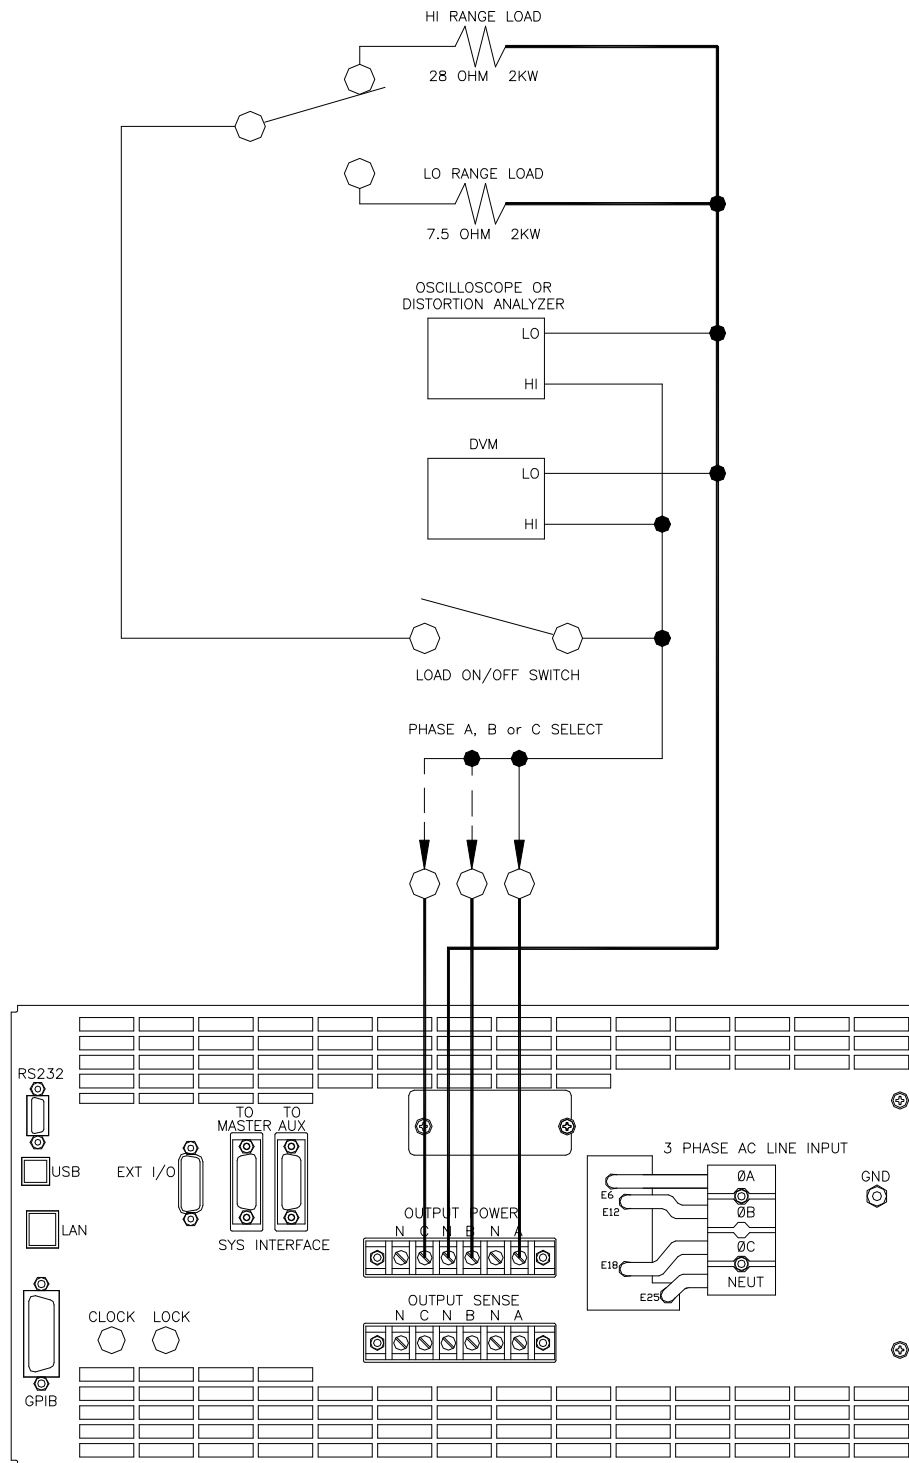 HI RANGE LOAD
28 OHM 2KW
LO RANGE LOAD
7.5 OHM 2KW
OSCILLOSCOPE OR
DISTORTION ANALYZER
LO
HI
DVM
LO
HI
LOAD ON/OFF SWITCH
PHASE A, B or C SELECT
RS232
USB
LAN
GPIB
EXT I/O
TO MASTER
TO AUX
SYS INTERFACE
CLOCK
LOCK
OUTPUT POWER
N C N B N A
OUTPUT SENSE
N C N B N A
3 PHASE AC LINE INPUT
E6
E12
E18
E25
ØA
ØB
ØC
NEUT
GND